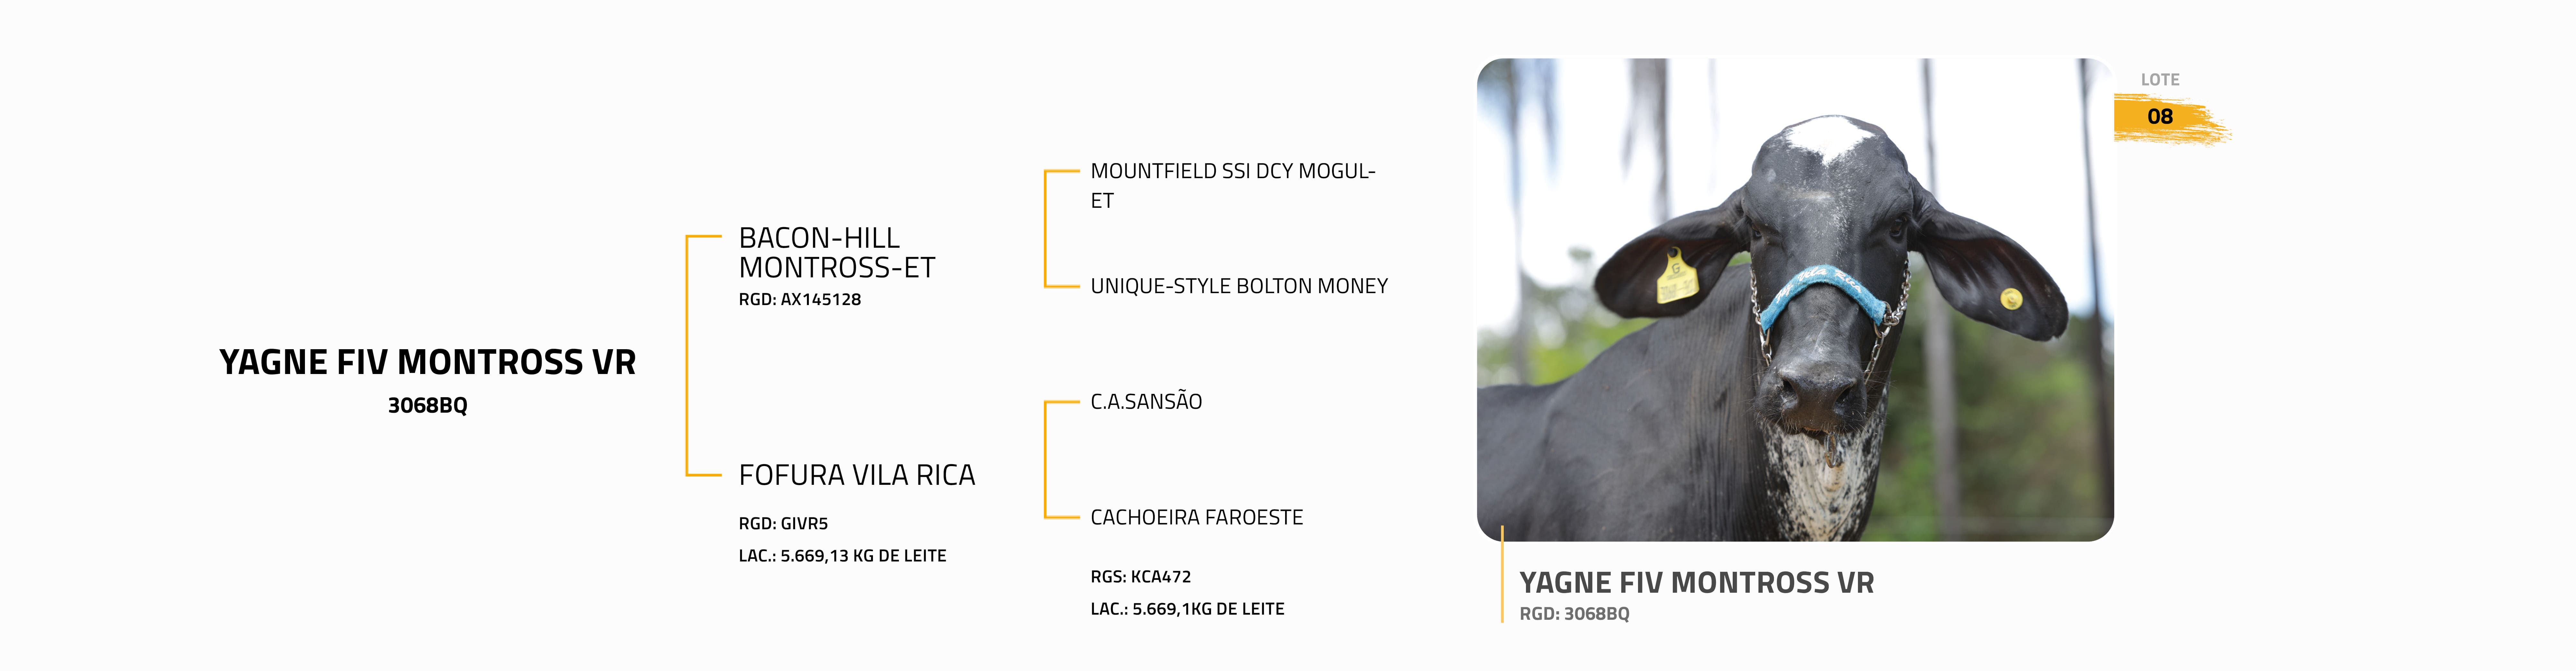 YAGNE FIV MONTROSS VR
3068BQ
BACON-HILL
MONTROSS-ET
RGD: AX145128
FOFURA VILA RICA
RGD: GIVR5
LAC.: 5.669,13 KG DE LEITE
MOUNTFIELD SSI DCY MOGUL-
ET
UNIQUE-STYLE BOLTON MONEY
C.A.SANSÃO
CACHOEIRA FAROESTE
RGS: KCA472
LAC.: 5.669,1KG DE LEITE
LOTE
08
G
YAGNE FIV MONTROSS VR
RGD: 3068BQ